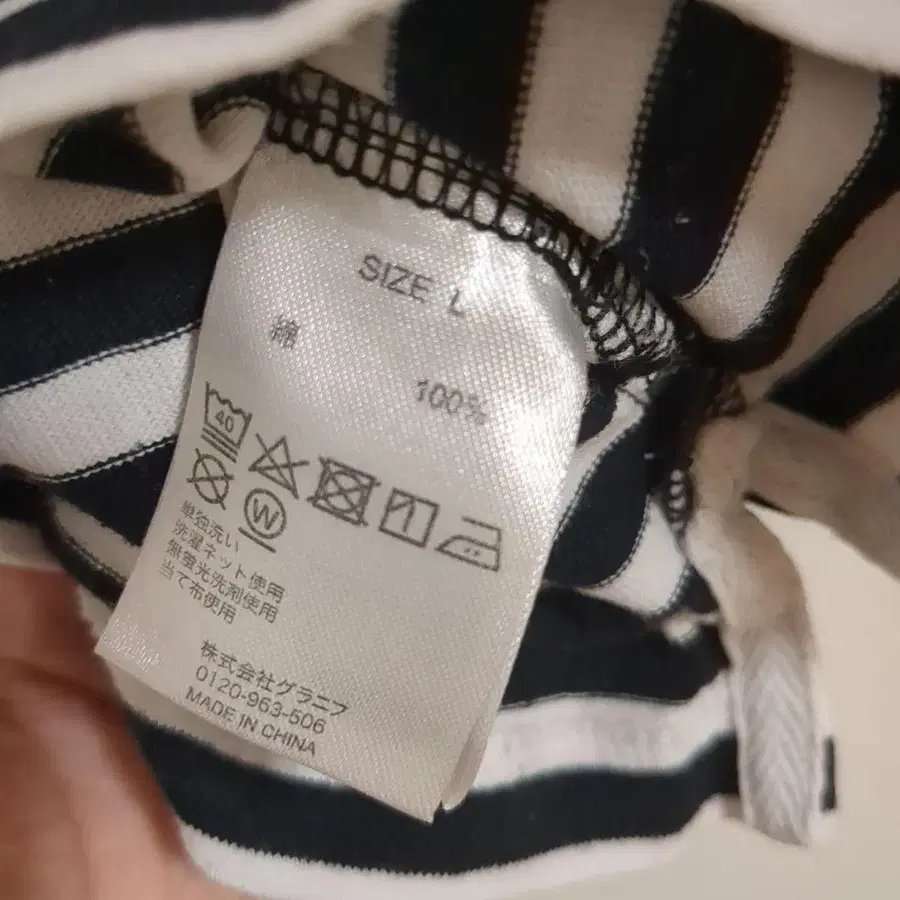 SIZE L
綿 100%
40
W
単独洗い
洗濯ネット使用
無蛍光洗剤使用
当て布使用
株式会社グラニフ
0120-963-506
MADE IN CHINA